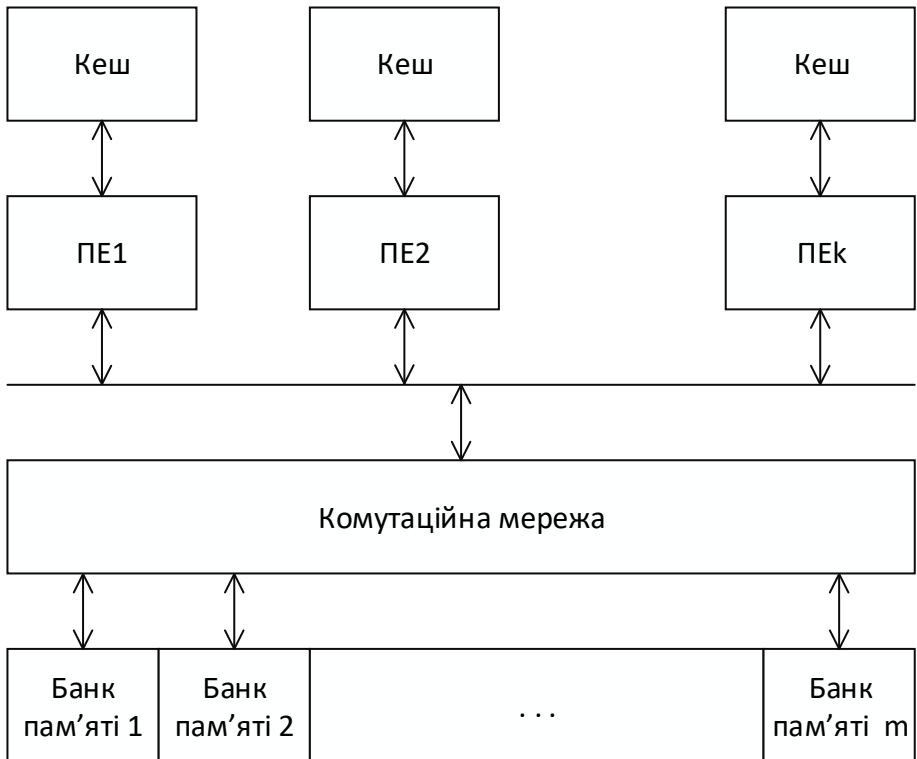 Кеш Кеш Кеш
ПЕ1 ПЕ2 ПЕk
Комутаційна мережа
Банк пам’яті 1
Банк пам’яті 2
. . .
Банк пам’яті m